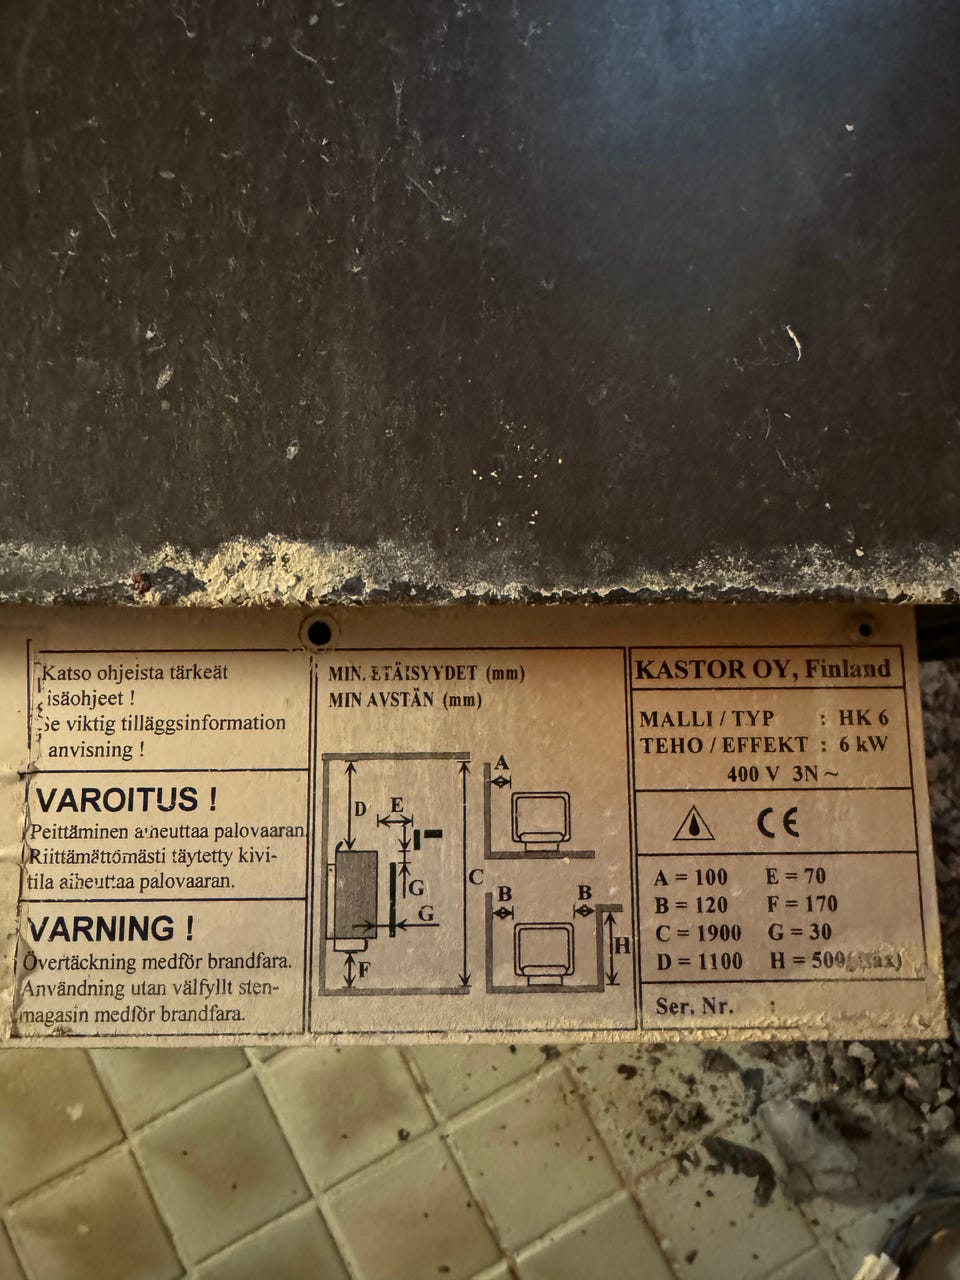 Katso ohjeista tärkeät
lisäohjeet !
Se viktig tilläggsinformation
anvisning !
VAROITUS !
Peittäminen aiheuttaa palovaaran.
Riittämättömästi täytetty kivi-
tila aiheuttaa palovaaran.
VARNING !
Övertäckning medför brandfara.
Användning utan välfyllt sten-
magasin medför brandfara.
MIN. ETÄISYYDET (mm)
MIN AVSTÄN (mm)
A
D
E
C
G
G
B
B
H
F
KASTOR OY, Finland
MALLI / TYP : HK 6
TEHO / EFFEKT : 6 kW
400 V 3N ~
CE
A = 100 E = 70
B = 120 F = 170
C = 1900 G = 30
D = 1100 H = 500(max)
Ser. Nr. :